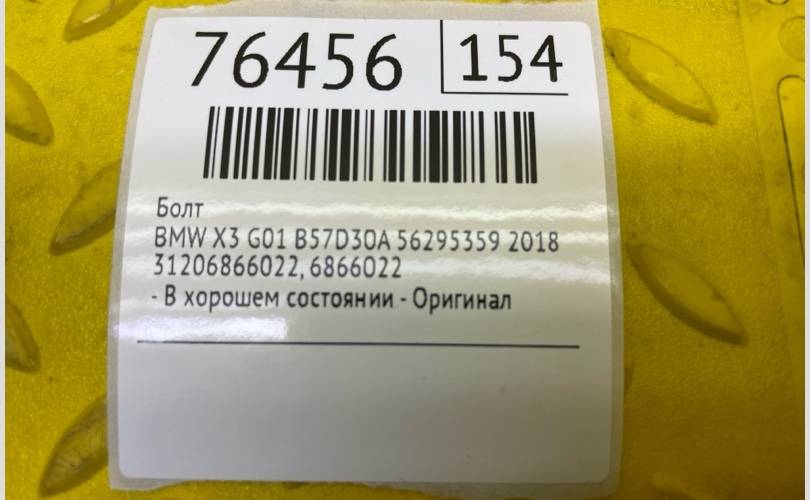 76456 154
Болт
BMW X3 G01 B57D30A 56295359 2018
31206866022, 6866022
- В хорошем состоянии - Оригинал